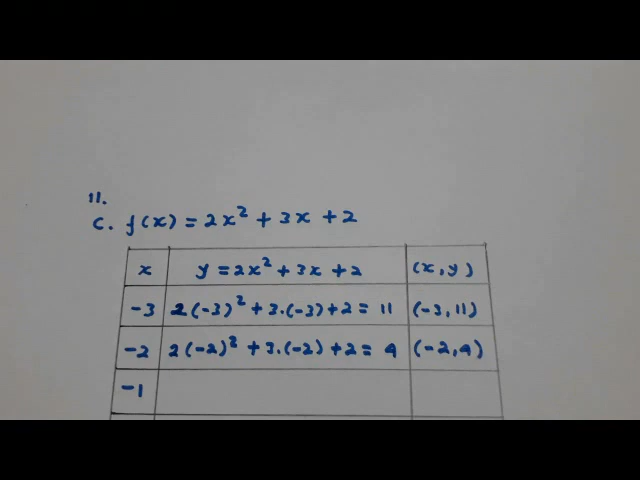 11.
c. f(x) = 2x² + 3x + 2
x y = 2x² + 3x + 2 (x, y)
-3 2(-3)² + 3.(-3) + 2 = 11 (-3, 11)
-2 2(-2)² + 3.(-2) + 2 = 4 (-2, 4)
-1